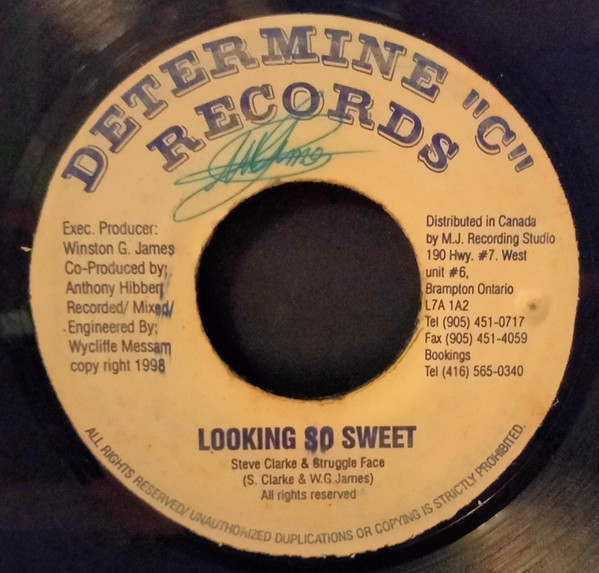 DETERMINE "C"
RECORDS
Exec. Producer:
Winston G. James
Co-Produced by;
Anthony Hibbert
Recorded/ Mixed/
Engineered By;
Wycliffe Messam
copy right 1998
Distributed in Canada
by M.J. Recording Studio
190 Hwy. #7. West
unit #6,
Brampton Ontario
L7A 1A2
Tel (905) 451-0717
Fax (905) 451-4059
Bookings
Tel (416) 565-0340
LOOKING SO SWEET
Steve Clarke & Struggle Face
(S. Clarke & W.G.James)
All rights reserved
ALL RIGHTS RESERVED/ UNAUTHORIZED DUPLICATIONS OR COPYING IS STRICTLY PROHIBITED.